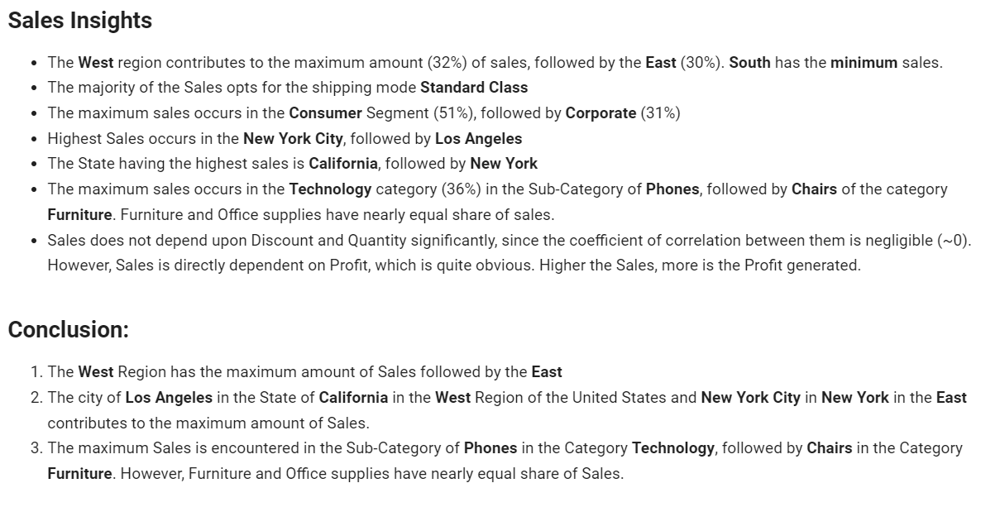 Sales Insights
• The West region contributes to the maximum amount (32%) of sales, followed by the East (30%). South has the minimum sales.
• The majority of the Sales opts for the shipping mode Standard Class
• The maximum sales occurs in the Consumer Segment (51%), followed by Corporate (31%)
• Highest Sales occurs in the New York City, followed by Los Angeles
• The State having the highest sales is California, followed by New York
• The maximum sales occurs in the Technology category (36%) in the Sub-Category of Phones, followed by Chairs of the category
Furniture. Furniture and Office supplies have nearly equal share of sales.
• Sales does not depend upon Discount and Quantity significantly, since the coefficient of correlation between them is negligible (~0).
However, Sales is directly dependent on Profit, which is quite obvious. Higher the Sales, more is the Profit generated.
Conclusion:
1. The West Region has the maximum amount of Sales followed by the East
2. The city of Los Angeles in the State of California in the West Region of the United States and New York City in New York in the East
contributes to the maximum amount of Sales.
3. The maximum Sales is encountered in the Sub-Category of Phones in the Category Technology, followed by Chairs in the Category
Furniture. However, Furniture and Office supplies have nearly equal share of Sales.